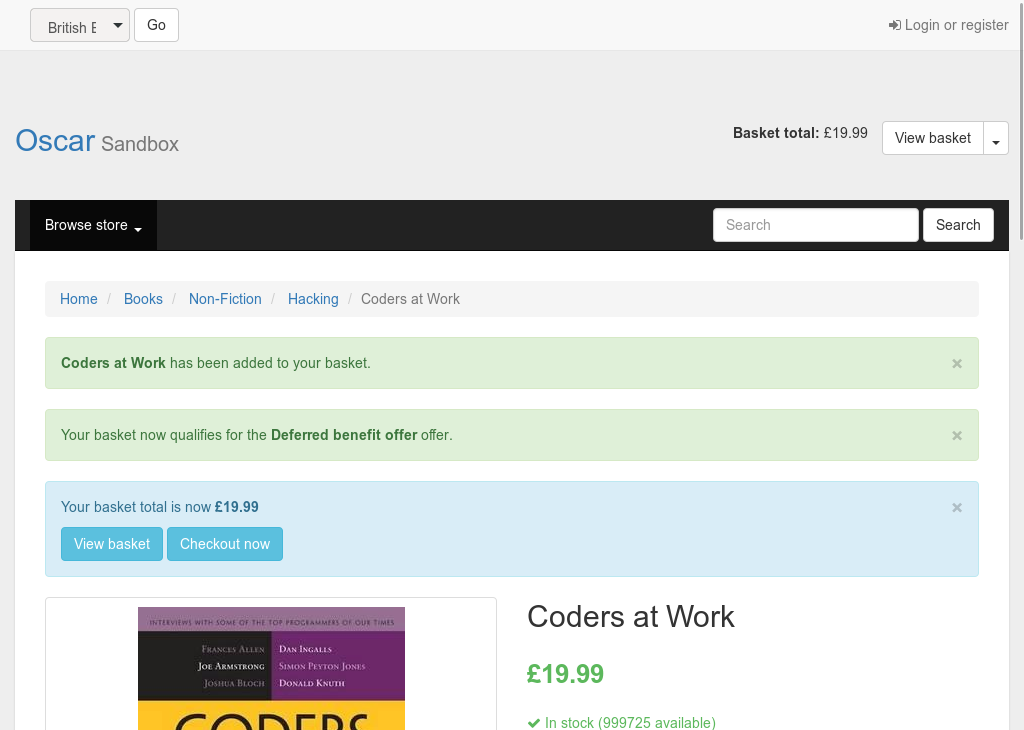 British E
Go
Login or register
Oscar Sandbox
Basket total: £19.99
View basket
Browse store
Search
Search
Home / Books / Non-Fiction / Hacking / Coders at Work
Coders at Work has been added to your basket.
×
Your basket now qualifies for the Deferred benefit offer offer.
×
Your basket total is now £19.99
×
View basket
Checkout now
INTERVIEWS WITH SOME OF THE TOP PROGRAMMERS OF OUR TIMES
FRANCES ALLEN
JOE ARMSTRONG
JOSHUA BLOCH
DAN INGALLS
SIMON PEYTON JONES
DONALD KNUTH
CODERS
Coders at Work
£19.99
In stock (999725 available)